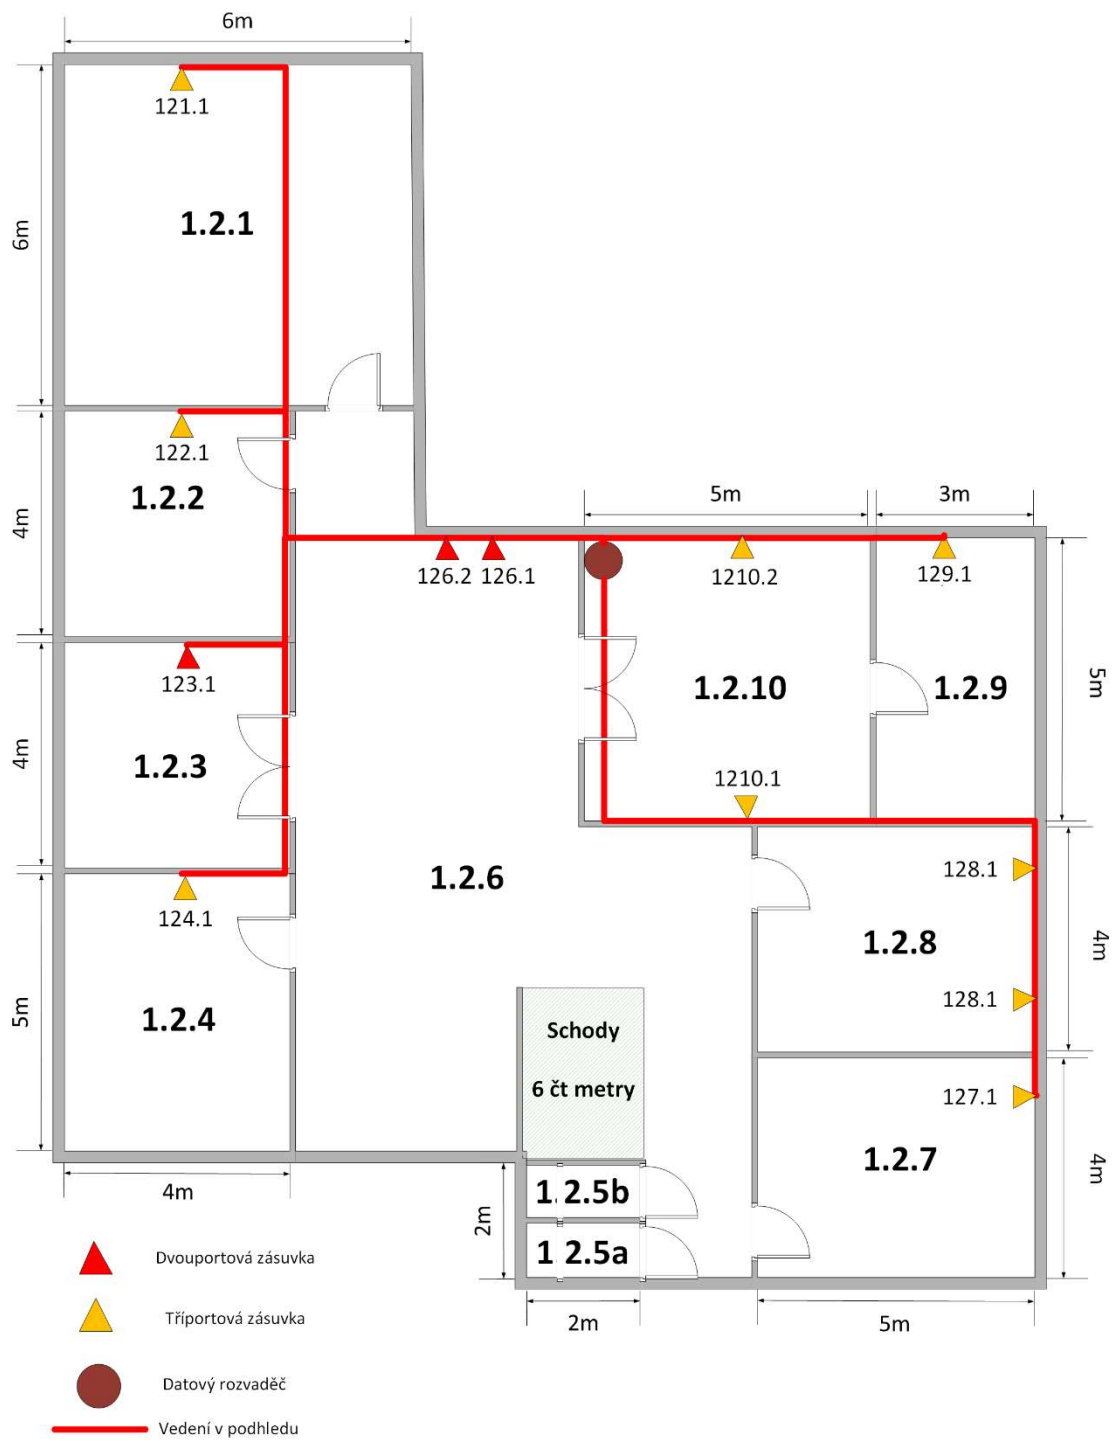 6m
121.1
1.2.1
6m
122.1
1.2.2
4m
5m
3m
126.2
126.1
1210.2
129.1
123.1
1.2.3
4m
1.2.10
1.2.9
5m
1210.1
124.1
1.2.6
128.1
1.2.8
4m
1.2.4
5m
128.1
Schody
6 čt metry
127.1
1.2.7
4m
4m
1.2.5b
2m
1.2.5a
2m
5m
Dvouportová zásuvka
Tříportová zásuvka
Datový rozvaděč
Vedení v podhledu